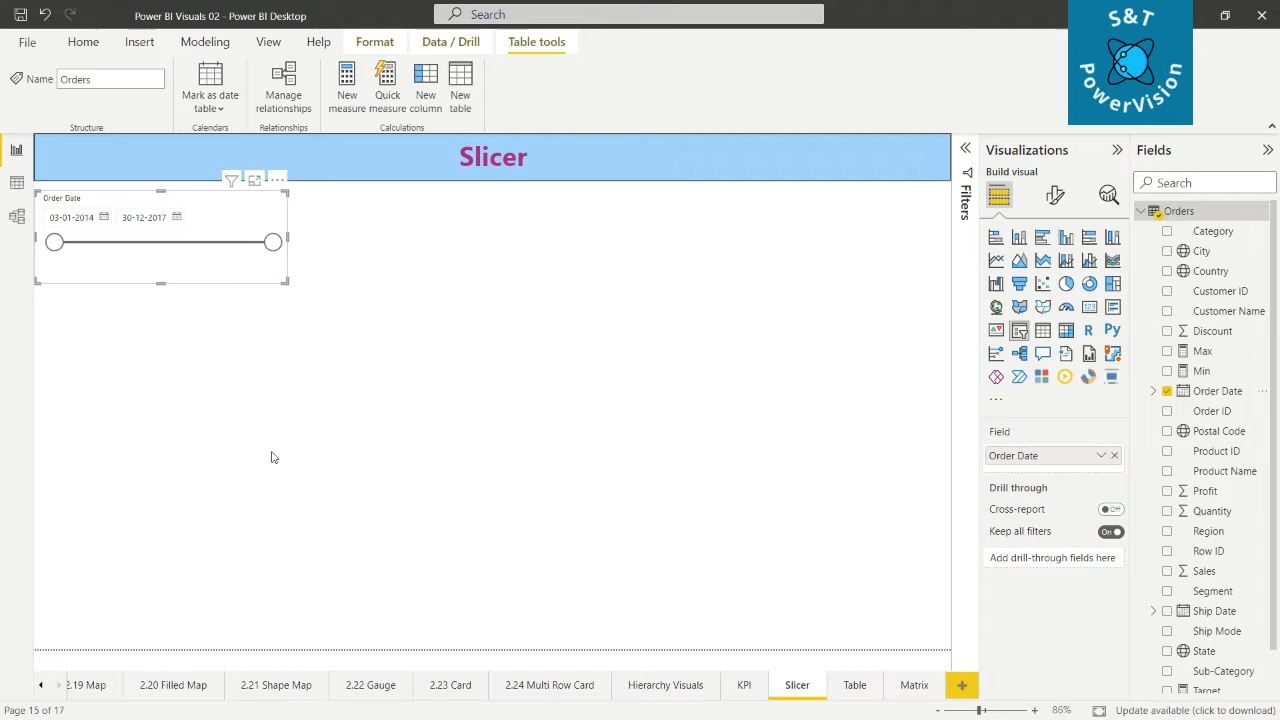 Power BI Visuals 02 - Power BI Desktop
Search
S&T
PowerVision
File
Home
Insert
Modeling
View
Help
Format
Data / Drill
Table tools
Name
Orders
Mark as date
table
Manage
relationships
New
measure
Quick
measure
New
column
New
table
Structure
Calendars
Relationships
Calculations
Slicer
Order Date
03-01-2014
30-12-2017
Filters
Visualizations
Build visual
123
R
Py
...
Field
Order Date
Drill through
Cross-report
Off
Keep all filters
On
Add drill-through fields here
Fields
Search
Orders
Category
City
Country
Customer ID
Customer Name
Discount
Max
Min
Order Date
Order ID
Postal Code
Product ID
Product Name
Profit
Quantity
Region
Row ID
Sales
Segment
Ship Date
Ship Mode
State
Sub-Category
Target
2.19 Map
2.20 Filled Map
2.21 Shape Map
2.22 Gauge
2.23 Card
2.24 Multi Row Card
Hierarchy Visuals
KPI
Slicer
Table
Matrix
Page 15 of 17
86%
Update available (click to download)